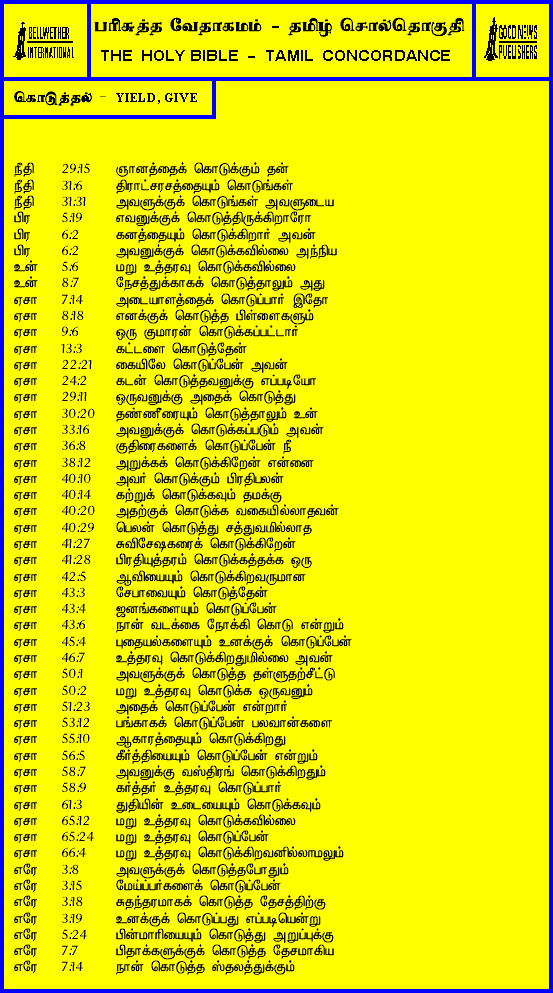 BELLWETHER
INTERNATIONAL
பரிசுத்த வேதாகமம் - தமிழ் சொல்தொகுதி
THE HOLY BIBLE - TAMIL CONCORDANCE
GOOD NEWS
PUBLISHERS
கொடுத்தல் - YIELD, GIVE
நீதி 29:15 ஞானத்தைக் கொடுக்கும் தன்
நீதி 31:6 திராட்சரசத்தையும் கொடுங்கள்
நீதி 31:31 அவளுக்குக் கொடுங்கள் அவளுடைய
பிர 5:19 எவனுக்குக் கொடுத்திருக்கிறாரோ
பிர 6:2 கனத்தையும் கொடுக்கிறார் அவன்
பிர 6:2 அவனுக்குக் கொடுக்கவில்லை அந்நிய
உன் 5:6 மறு உத்தரவு கொடுக்கவில்லை
உன் 8:7 நேசத்துக்காகக் கொடுத்தாலும் அது
ஏசா 7:14 அடையாளத்தைக் கொடுப்பார் இதோ
ஏசா 8:18 எனக்குக் கொடுத்த பிள்ளைகளும்
ஏசா 9:6 ஒரு குமாரன் கொடுக்கப்பட்டார்
ஏசா 13:3 கட்டளை கொடுத்தேன்
ஏசா 22:21 கையிலே கொடுப்பேன் அவன்
ஏசா 24:2 கடன் கொடுத்தவனுக்கு எப்படியோ
ஏசா 29:11 ஒருவனுக்கு அதைக் கொடுத்து
ஏசா 30:20 தண்ணீரையும் கொடுத்தாலும் உன்
ஏசா 33:16 அவனுக்குக் கொடுக்கப்படும் அவன்
ஏசா 36:8 குதிரைகளைக் கொடுப்பேன் நீ
ஏசா 38:12 அறுக்கக் கொடுக்கிறேன் என்னை
ஏசா 40:10 அவர் கொடுக்கும் பிரதிபலன்
ஏசா 40:14 கற்றுக் கொடுக்கவும் தமக்கு
ஏசா 40:20 அதற்குக் கொடுக்க வகையில்லாதவன்
ஏசா 40:29 பெலன் கொடுத்து சத்துவமில்லாத
ஏசா 41:27 சுவிசேஷகரைக் கொடுக்கிறேன்
ஏசா 41:28 பிரதியுத்தரம் கொடுக்கத்தக்க ஒரு
ஏசா 42:5 ஆவியையும் கொடுக்கிறவருமான
ஏசா 43:3 சேபாவையும் கொடுத்தேன்
ஏசா 43:4 ஜனங்களையும் கொடுப்பேன்
ஏசா 43:6 நான் வடக்கை நோக்கி கொடு என்றும்
ஏசா 45:4 புதையல்களையும் உனக்குக் கொடுப்பேன்
ஏசா 46:7 உத்தரவு கொடுக்கிறதுமில்லை அவன்
ஏசா 50:1 அவளுக்குக் கொடுத்த தள்ளுதற்சீட்டு
ஏசா 50:2 மறு உத்தரவு கொடுக்க ஒருவனும்
ஏசா 51:23 அதைக் கொடுப்பேன் என்றார்
ஏசா 53:12 பங்காகக் கொடுப்பேன் பலவான்களை
ஏசா 55:10 ஆகாரத்தையும் கொடுக்கிறது
ஏசா 56:5 கீர்த்தியையும் கொடுப்பேன் என்றும்
ஏசா 58:7 அவனுக்கு வஸ்திரங் கொடுக்கிறதும்
ஏசா 58:9 கர்த்தர் உத்தரவு கொடுப்பார்
ஏசா 61:3 துதியின் உடையையும் கொடுக்கவும்
ஏசா 65:12 மறு உத்தரவு கொடுக்கவில்லை
ஏசா 65:24 மறு உத்தரவு கொடுப்பேன்
ஏசா 66:4 மறு உத்தரவு கொடுக்கிறவனில்லாமலும்
எரே 3:8 அவளுக்குக் கொடுத்தபோதும்
எரே 3:15 மேய்ப்பர்களைக் கொடுப்பேன்
எரே 3:18 சுதந்தரமாகக் கொடுத்த தேசத்திற்கு
எரே 3:19 உனக்குக் கொடுப்பது எப்படியென்று
எரே 5:24 பின்மாரியையும் கொடுத்து அறுப்புக்கு
எரே 7:7 பிதாக்களுக்குக் கொடுத்த தேசமாகிய
எரே 7:14 நான் கொடுத்த ஸ்தலத்துக்கும்